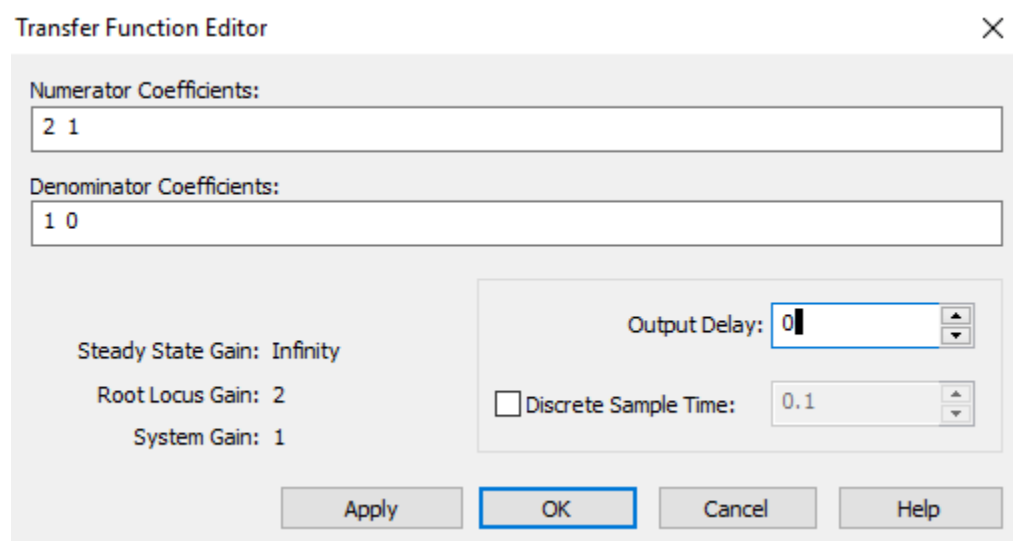 Transfer Function Editor
Numerator Coefficients:
2 1
Denominator Coefficients:
1 0
Output Delay: 0
Steady State Gain: Infinity
Root Locus Gain: 2
Discrete Sample Time: 0.1
System Gain: 1
Apply OK Cancel Help